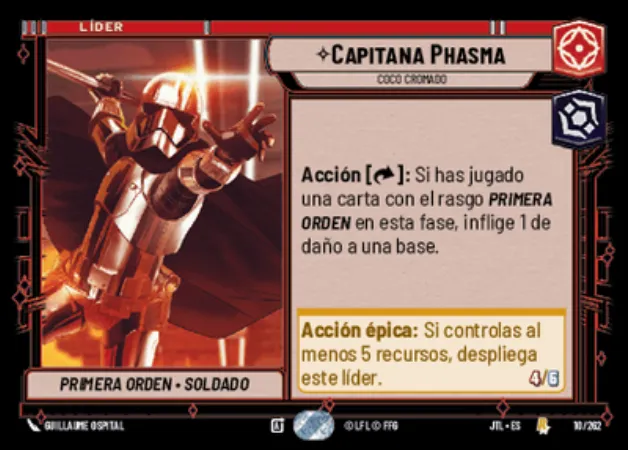 LÍDER
CAPITANA PHASMA
COCO CROMADO
Acción [ ]: Si has jugado
una carta con el rasgo PRIMERA
ORDEN en esta fase, inflige 1 de
daño a una base.
Acción épica: Si controlas al
menos 5 recursos, despliega
este líder.
4/6
PRIMERA ORDEN • SOLDADO
GUILLAUME OSPITAL
A
© LFL © FFG
JTL • ES
10/262